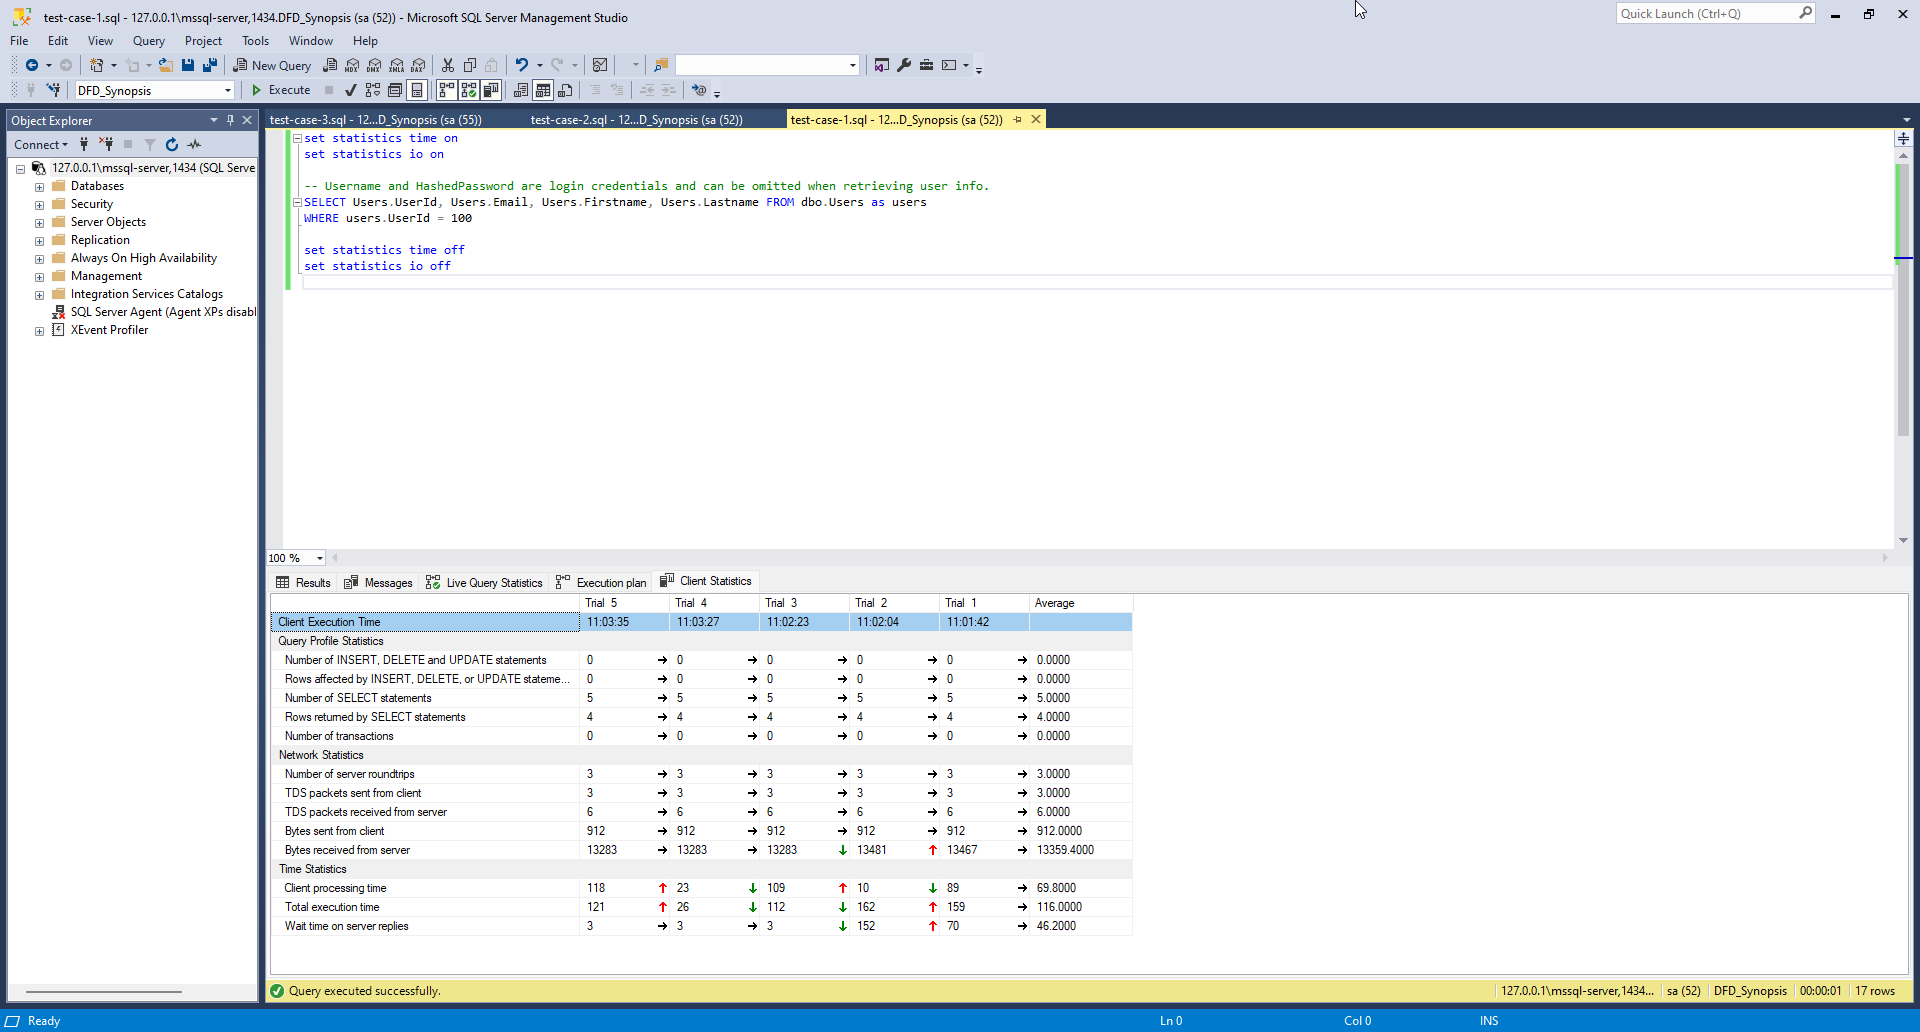 test-case-1.sql - 127.0.0.1\mssql-server,1434.DFD_Synopsis (sa (52)) - Microsoft SQL Server Management Studio
Quick Launch (Ctrl+Q)
File Edit View Query Project Tools Window Help
New Query MDX DMX XMLA DAX
DFD_Synopsis Execute
Object Explorer
Connect
127.0.0.1\mssql-server,1434 (SQL Serve
Databases
Security
Server Objects
Replication
Always On High Availability
Management
Integration Services Catalogs
SQL Server Agent (Agent XPs disabl
XEvent Profiler
test-case-3.sql - 12...D_Synopsis (sa (55)) test-case-2.sql - 12...D_Synopsis (sa (52)) test-case-1.sql - 12...D_Synopsis (sa (52))
set statistics time on
set statistics io on
-- Username and HashedPassword are login credentials and can be omitted when retrieving user info.
SELECT Users.UserId, Users.Email, Users.Firstname, Users.Lastname FROM dbo.Users as users
WHERE users.UserId = 100
set statistics time off
set statistics io off
100 %
Results Messages Live Query Statistics Execution plan Client Statistics
Trial 5 Trial 4 Trial 3 Trial 2 Trial 1 Average
Client Execution Time 11:03:35 11:03:27 11:02:23 11:02:04 11:01:42
Query Profile Statistics
Number of INSERT, DELETE and UPDATE statements 0 → 0 → 0 → 0 → 0 → 0.0000
Rows affected by INSERT, DELETE, or UPDATE stateme... 0 → 0 → 0 → 0 → 0 → 0.0000
Number of SELECT statements 5 → 5 → 5 → 5 → 5 → 5.0000
Rows returned by SELECT statements 4 → 4 → 4 → 4 → 4 → 4.0000
Number of transactions 0 → 0 → 0 → 0 → 0 → 0.0000
Network Statistics
Number of server roundtrips 3 → 3 → 3 → 3 → 3 → 3.0000
TDS packets sent from client 3 → 3 → 3 → 3 → 3 → 3.0000
TDS packets received from server 6 → 6 → 6 → 6 → 6 → 6.0000
Bytes sent from client 912 → 912 → 912 → 912 → 912 → 912.0000
Bytes received from server 13283 → 13283 → 13283 ↓ 13481 ↑ 13467 → 13359.4000
Time Statistics
Client processing time 118 ↑ 23 ↓ 109 ↑ 10 ↓ 89 → 69.8000
Total execution time 121 ↑ 26 ↓ 112 ↓ 162 ↑ 159 → 116.0000
Wait time on server replies 3 → 3 → 3 ↓ 152 ↑ 70 → 46.2000
Query executed successfully. 127.0.0.1\mssql-server,1434... sa (52) DFD_Synopsis 00:00:01 17 rows
Ready Ln 0 Col 0 INS